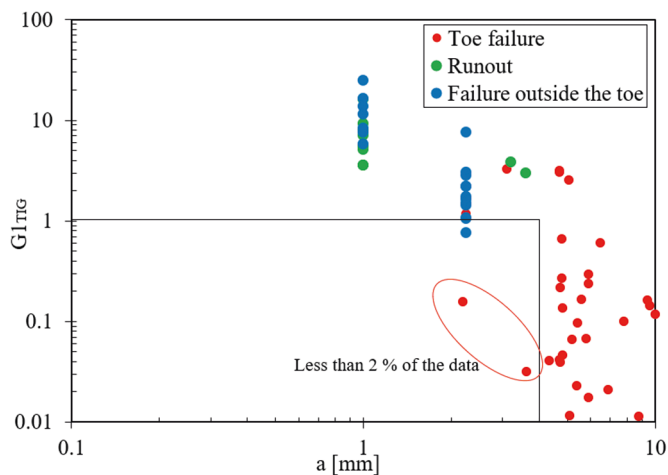 100
10
1
0.1
0.01
G1TIG
Toe failure
Runout
Failure outside the toe
Less than 2 % of the data
0.1
1
10
a [mm]